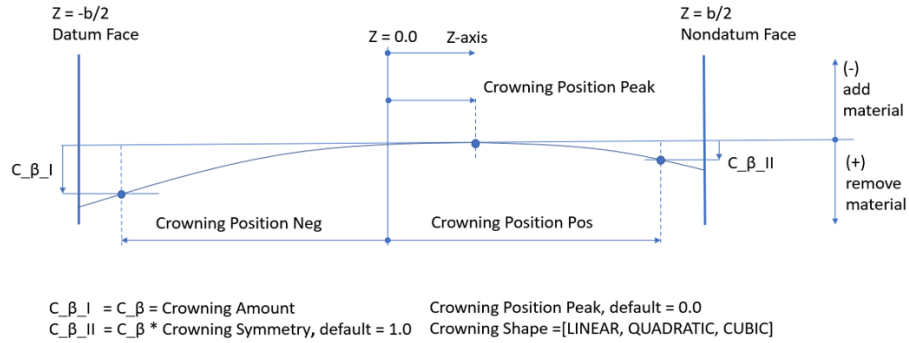 Z = -b/2
Datum Face
Z = 0.0
Z-axis
Z = b/2
Nondatum Face
Crowning Position Peak
(-)
add
material
C_β_I
C_β_II
(+)
remove
material
Crowning Position Neg
Crowning Position Pos
C_β_I = C_β = Crowning Amount
Crowning Position Peak, default = 0.0
C_β_II = C_β * Crowning Symmetry, default = 1.0
Crowning Shape =[LINEAR, QUADRATIC, CUBIC]